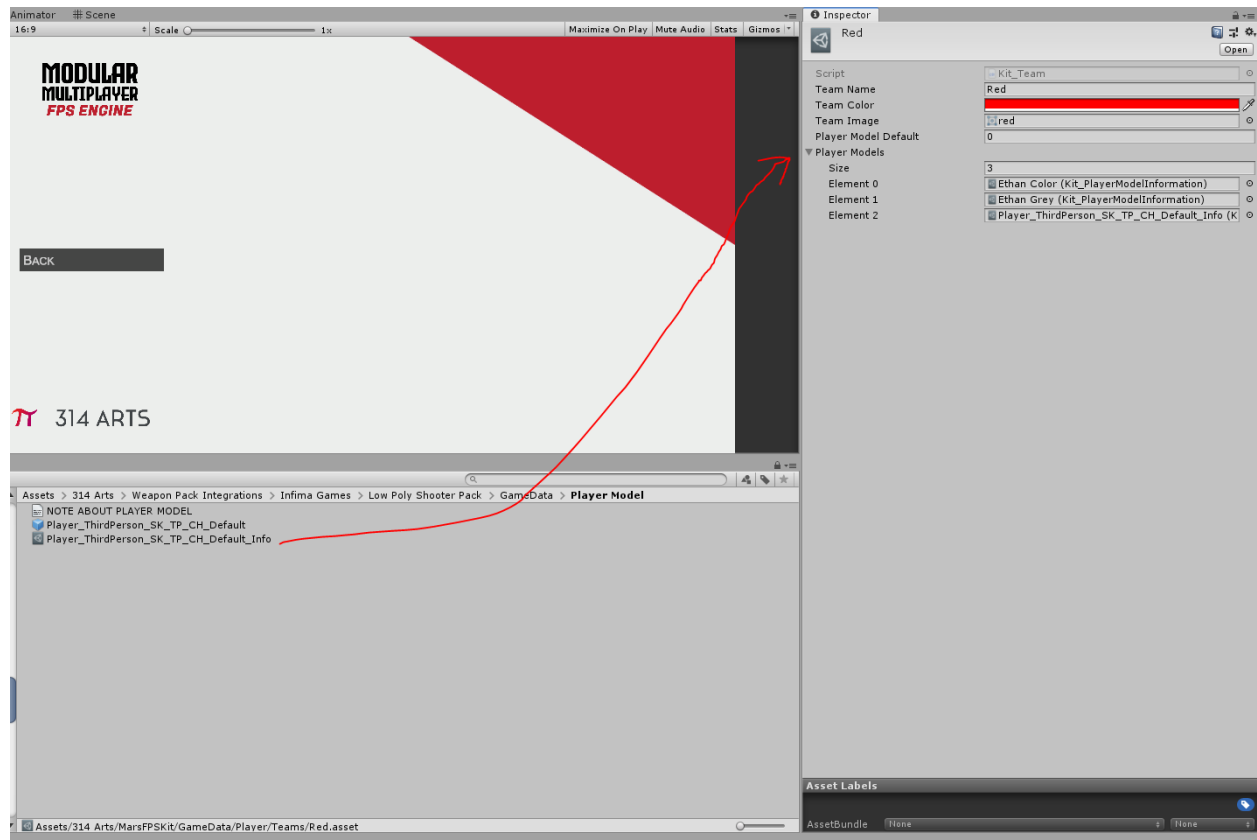 Animator # Scene
16:9 Scale 1x Maximize On Play Mute Audio Stats Gizmos
MODULAR
MULTIPLAYER
FPS ENGINE
BACK
314 ARTS
Assets > 314 Arts > Weapon Pack Integrations > Infima Games > Low Poly Shooter Pack > GameData > Player Model
NOTE ABOUT PLAYER MODEL
Player_ThirdPerson_SK_TP_CH_Default
Player_ThirdPerson_SK_TP_CH_Default_Info
Assets/314 Arts/MarsFPSKit/GameData/Player/Teams/Red.asset
Inspector
Red
Open
Script Kit_Team
Team Name Red
Team Color
Team Image red
Player Model Default 0
Player Models
Size 3
Element 0 Ethan Color (Kit_PlayerModelInformation)
Element 1 Ethan Grey (Kit_PlayerModelInformation)
Element 2 Player_ThirdPerson_SK_TP_CH_Default_Info (K
Asset Labels
AssetBundle None None